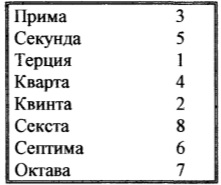 Прима 3
Секунда 5
Терция 1
Кварта 4
Квинта 2
Секста 8
Септима 6
Октава 7